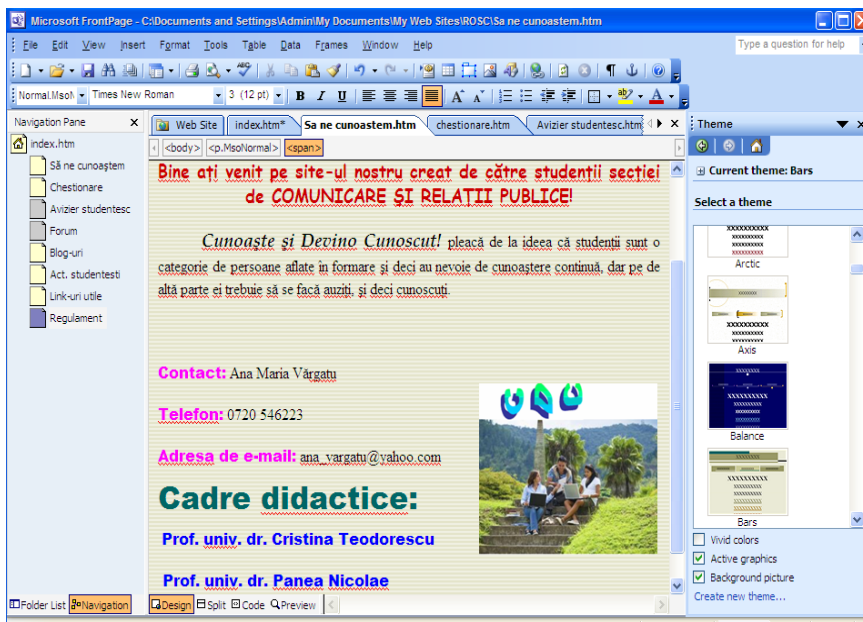 Microsoft FrontPage - C:\Documents and Settings\Admin\My Documents\My Web Sites\ROSC\Sa ne cunoastem.htm
File Edit View Insert Format Tools Table Data Frames Window Help
Type a question for help
Normal.MsoN Times New Roman 3 (12 pt) B I U A A A
Navigation Pane
index.htm
Să ne cunoaștem
Chestionare
Avizier studentesc
Forum
Blog-uri
Act. studentesti
Link-uri utile
Regulament
Folder List Navigation
Web Site index.htm* Sa ne cunoastem.htm chestionare.htm Avizier studentesc.htm
<body> <p.MsoNormal> <span>
Bine ați venit pe site-ul nostru creat de către studenții secției
de COMUNICARE ȘI RELAȚII PUBLICE!
Cunoaște și Devino Cunoscut! pleacă de la ideea că studenții sunt o
categorie de persoane aflate în formare și deci au nevoie de cunoaștere continuă, dar pe de
altă parte ei trebuie să se facă auziți, și deci cunoscuți.
Contact: Ana Maria Vărgatu
Telefon: 0720 546223
Adresa de e-mail: ana_vargatu@yahoo.com
Cadre didactice:
Prof. univ. dr. Cristina Teodorescu
Prof. univ. dr. Panea Nicolae
Design Split Code Preview
Theme
Current theme: Bars
Select a theme
XXXXXXXXXX
Arctic
XXXXXXXXXX
Axis
XXXXXXXXXX
Balance
XXXXXXXXXX
Bars
Vivid colors
Active graphics
Background picture
Create new theme...